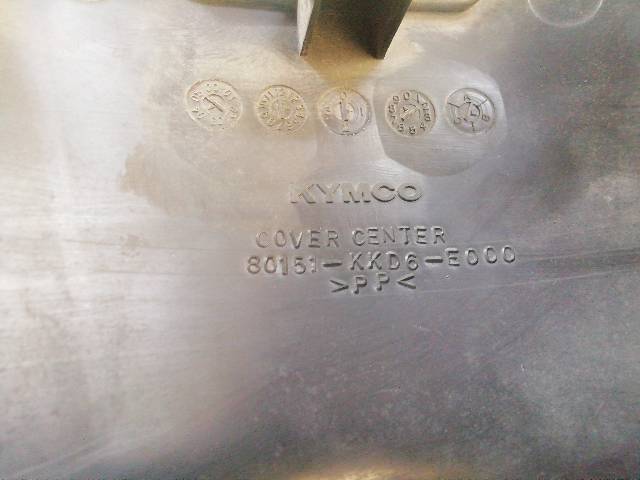 KYMCO
COVER CENTER
80151-KKD6-E000
>PP<